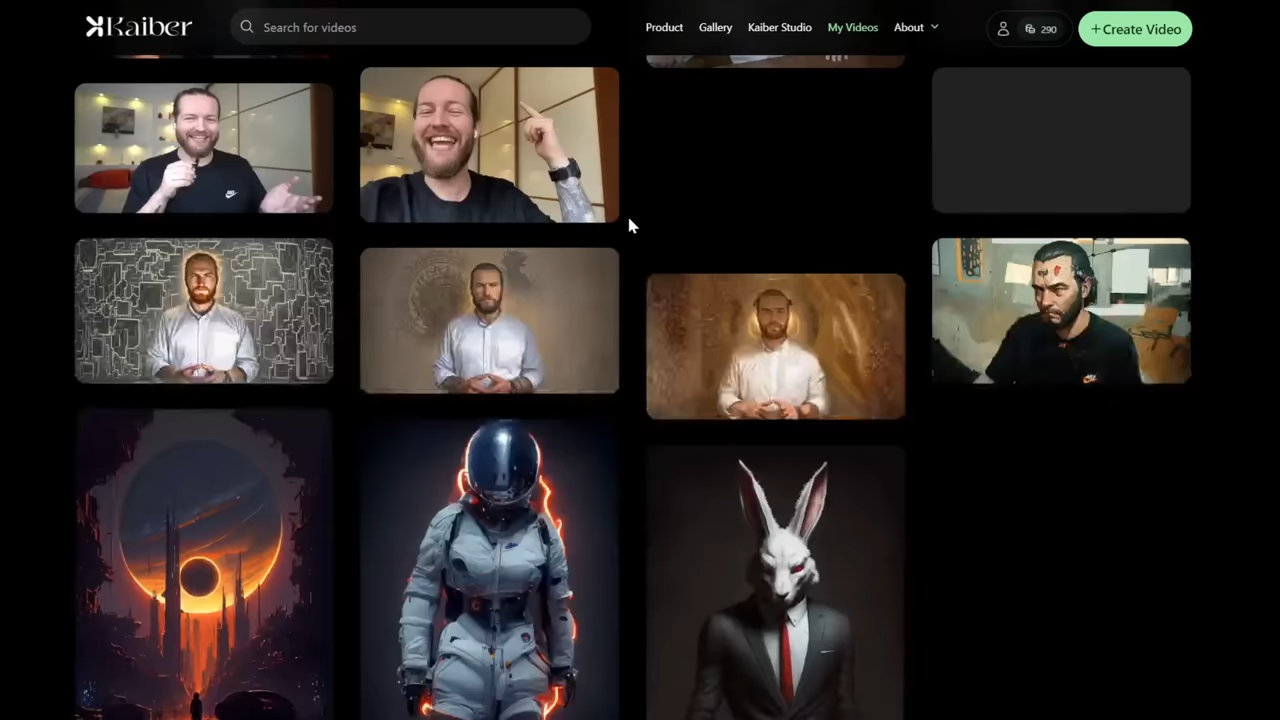 Kaiber
Search for videos
Product
Gallery
Kaiber Studio
My Videos
About
290
+Create Video